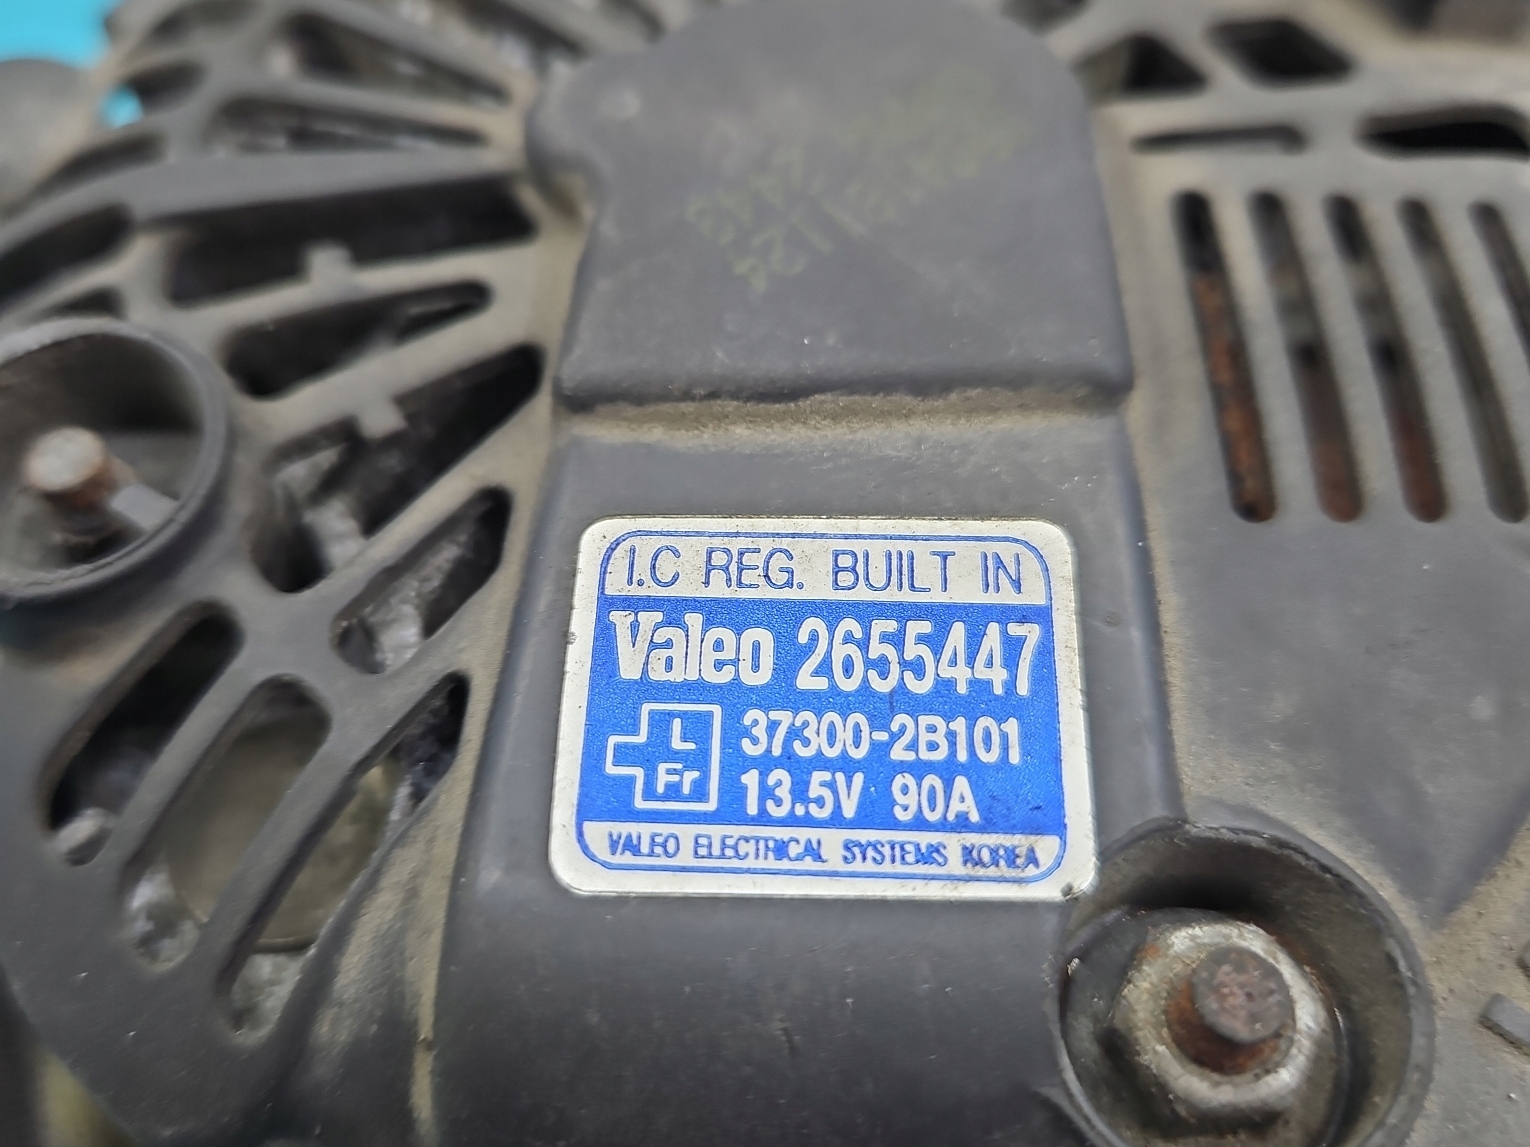 I.C REG. BUILT IN
Valeo 2655447
L
Fr
37300-2B101
13.5V 90A
VALEO ELECTRICAL SYSTEMS KOREA